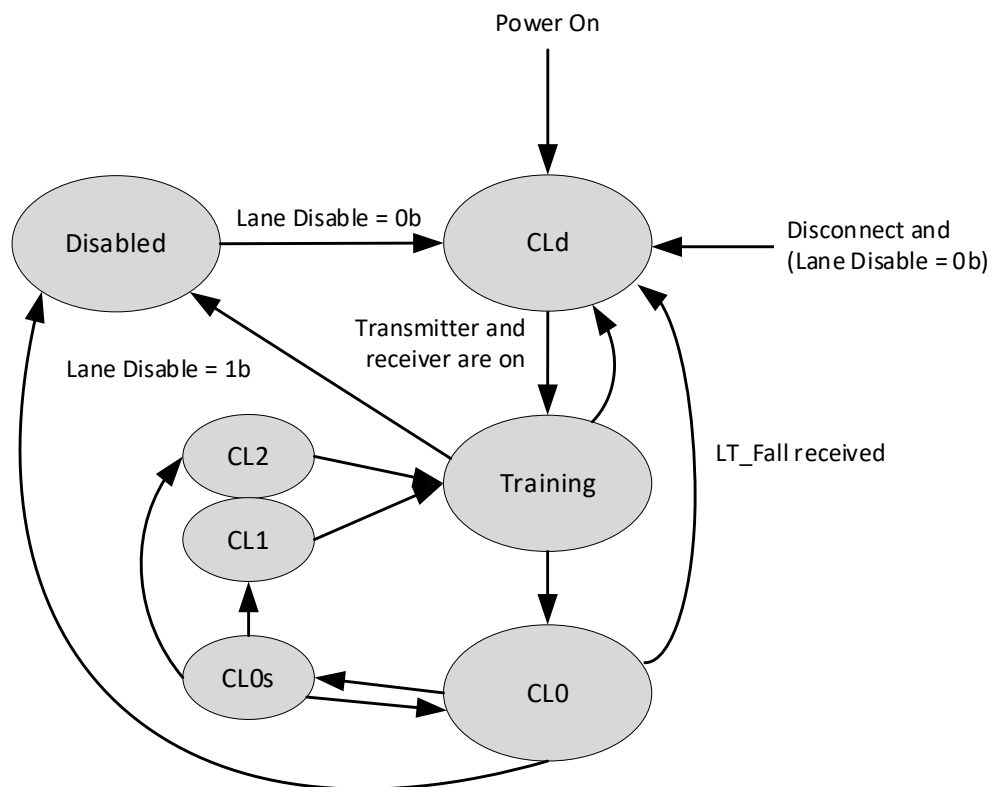 Power On
Disabled
Lane Disable = 0b
CLd
Disconnect and
(Lane Disable = 0b)
Transmitter and
receiver are on
Lane Disable = 1b
CL2
Training
LT_Fall received
CL1
CL0s
CL0